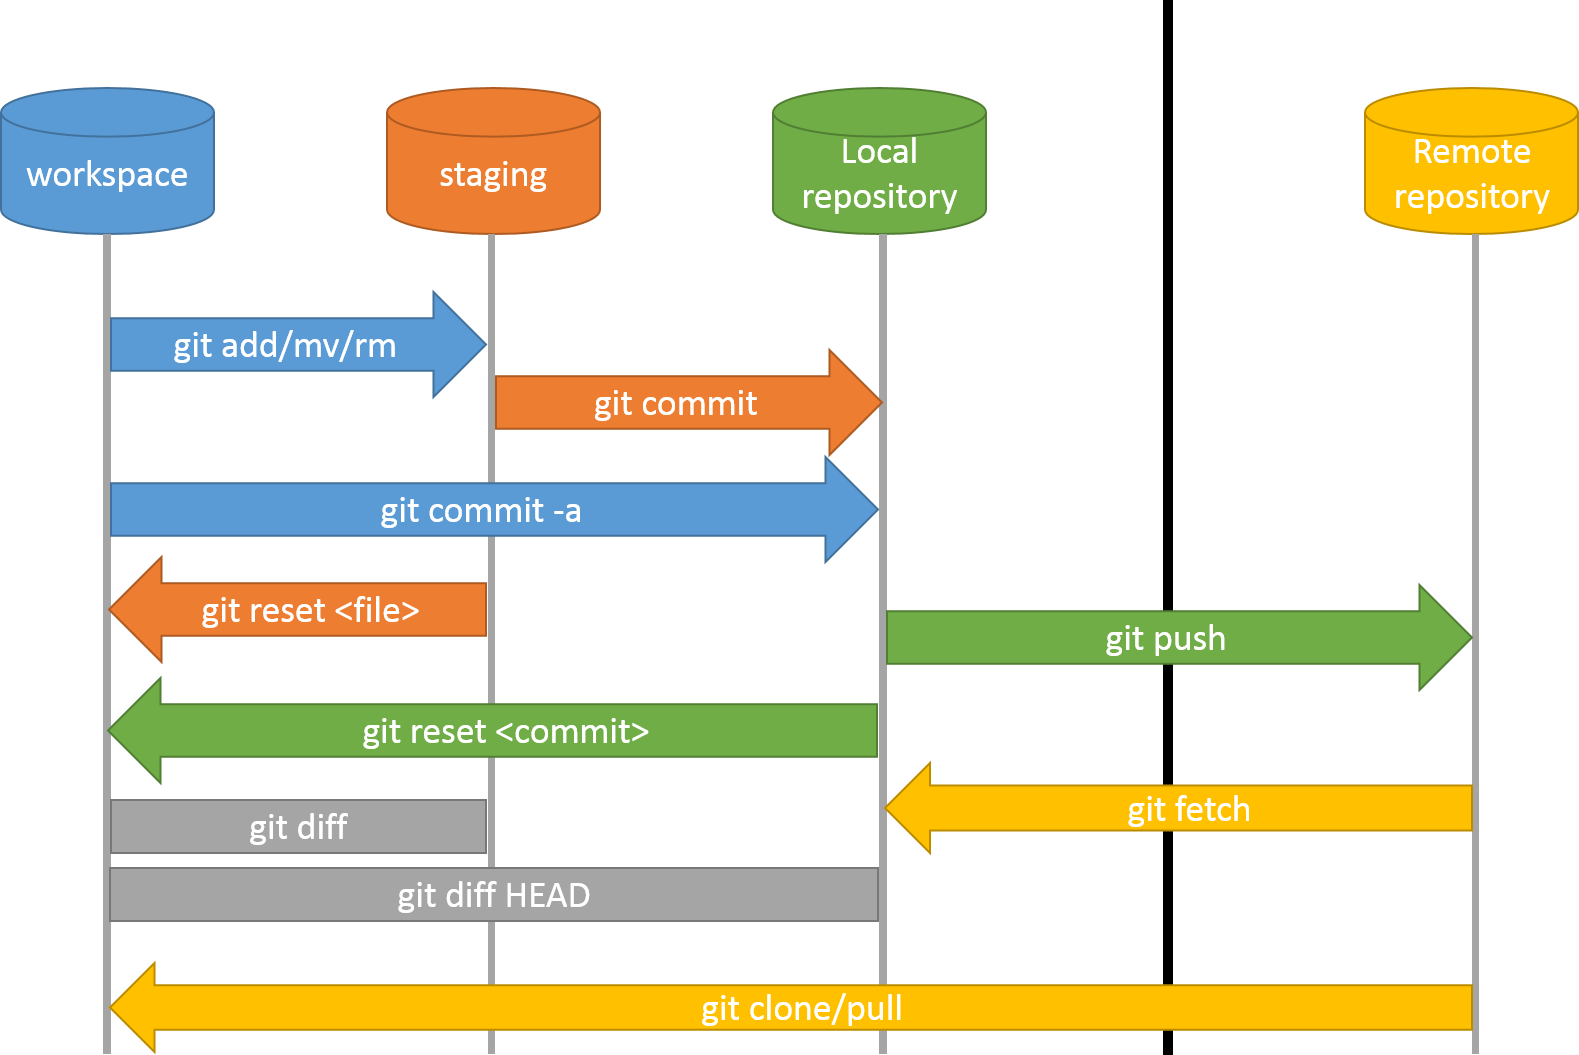 workspace
staging
Local
repository
Remote
repository
git add/mv/rm
git commit
git commit -a
git reset <file>
git push
git reset <commit>
git fetch
git diff
git diff HEAD
git clone/pull